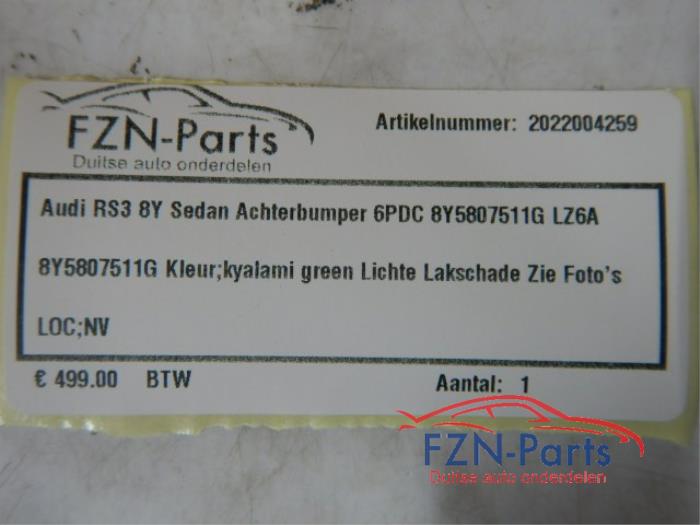 FZN-Parts
Duitse auto onderdelen
Artikelnummer: 2022004259
Audi RS3 8Y Sedan Achterbumper 6PDC 8Y5807511G LZ6A
8Y5807511G Kleur;kyalami green Lichte Lakschade Zie Foto's
LOC;NV
€ 499.00 BTW
Aantal: 1
FZN-Parts
Duitse auto onderdelen